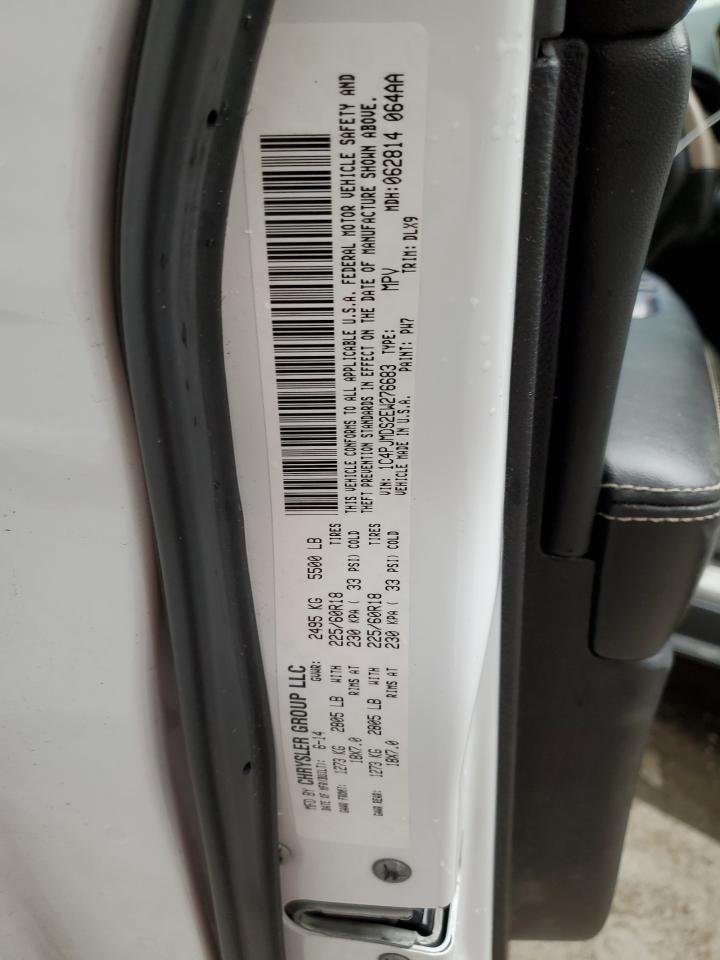 MFD BY CHRYSLER GROUP LLC
DATE OF MFR(BUILT): 6-14 GVWR: 2495 KG 5500 LB
GAWR FRONT: 1273 KG 2805 LB WITH 225/60R18 TIRES
18X7.0 RIMS AT 230 KPA ( 33 PSI) COLD
GAWR REAR: 1273 KG 2805 LB WITH 225/60R18 TIRES
18X7.0 RIMS AT 230 KPA ( 33 PSI) COLD
THIS VEHICLE CONFORMS TO ALL APPLICABLE U.S.A. FEDERAL MOTOR VEHICLE SAFETY AND
THEFT PREVENTION STANDARDS IN EFFECT ON THE DATE OF MANUFACTURE SHOWN ABOVE.
VIN: 1C4PJMDS2EW276683 TYPE: MPV MDH:062814 064AA
VEHICLE MADE IN U.S.A. PAINT: PW7 TRIM: DLX9